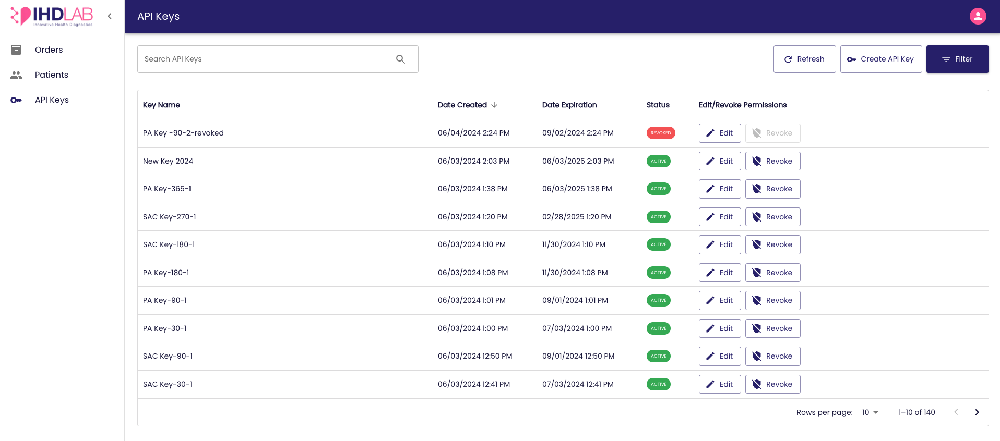 IHDLAB
Innovative Health Diagnostics
API Keys
Orders
Patients
API Keys
Search API Keys
Refresh
Create API Key
Filter
Key Name Date Created Date Expiration Status Edit/Revoke Permissions
PA Key -90-2-revoked 06/04/2024 2:24 PM 09/02/2024 2:24 PM REVOKED Edit Revoke
New Key 2024 06/03/2024 2:03 PM 06/03/2025 2:03 PM ACTIVE Edit Revoke
PA Key-365-1 06/03/2024 1:38 PM 06/03/2025 1:38 PM ACTIVE Edit Revoke
SAC Key-270-1 06/03/2024 1:20 PM 02/28/2025 1:20 PM ACTIVE Edit Revoke
SAC Key-180-1 06/03/2024 1:10 PM 11/30/2024 1:10 PM ACTIVE Edit Revoke
PA Key-180-1 06/03/2024 1:08 PM 11/30/2024 1:08 PM ACTIVE Edit Revoke
PA Key-90-1 06/03/2024 1:01 PM 09/01/2024 1:01 PM ACTIVE Edit Revoke
PA Key-30-1 06/03/2024 1:00 PM 07/03/2024 1:00 PM ACTIVE Edit Revoke
SAC Key-90-1 06/03/2024 12:50 PM 09/01/2024 12:50 PM ACTIVE Edit Revoke
SAC Key-30-1 06/03/2024 12:41 PM 07/03/2024 12:41 PM ACTIVE Edit Revoke
Rows per page: 10 1–10 of 140